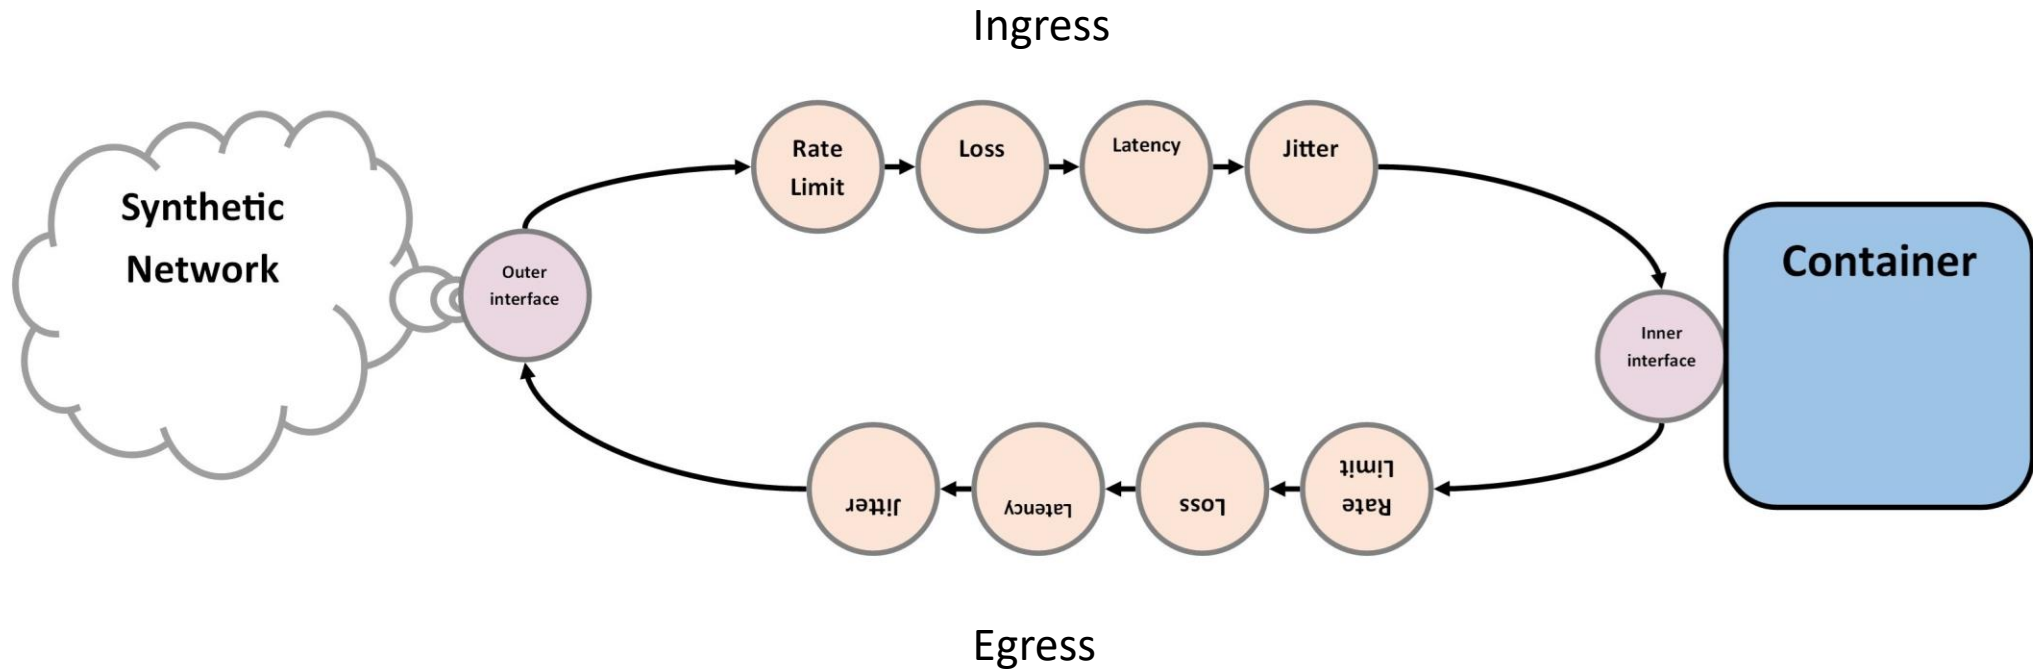 Ingress
Synthetic
Network
Outer
interface
Rate
Limit
Loss
Latency
Jitter
Inner
interface
Container
Rate
Limit
Loss
Latency
Jitter
Egress